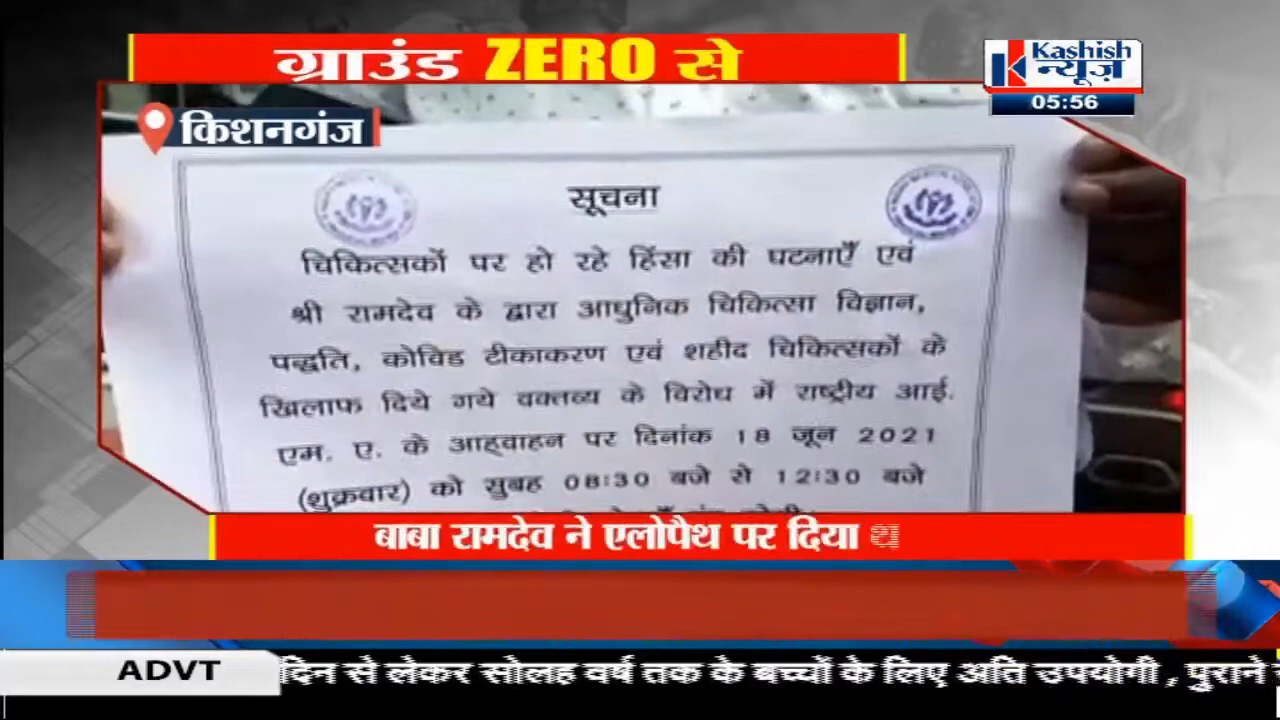 ग्राउंड ZERO से
Kashish
न्यूज़
05:56
किशनगंज
सूचना
चिकित्सकों पर हो रहे हिंसा की घटनाएँ एवं
श्री रामदेव के द्वारा आधुनिक चिकित्सा विज्ञान,
पद्धति, कोविड टीकाकरण एवं शहीद चिकित्सकों के
खिलाफ दिये गये वक्तव्य के विरोध में राष्ट्रीय आई.
एम. ए. के आह्वाहन पर दिनांक 18 जून 2021
(शुक्रवार) को सुबह 08:30 बजे से 12:30 बजे
बाबा रामदेव ने एलोपैथ पर दिया
ADVT
दिन से लेकर सोलह वर्ष तक के बच्चों के लिए अति उपयोगी , पुराने